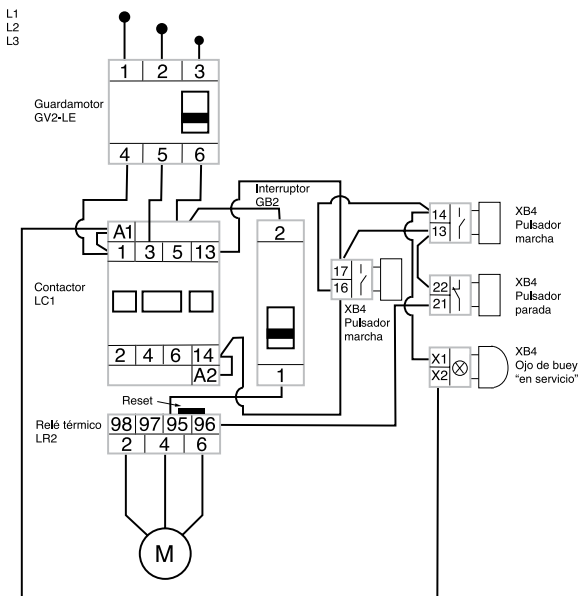 L1
L2
L3
1 2 3
Guardamotor
GV2-LE
4 5 6
Interruptor
GB2
A1
1 3 5 13
2
14
13
XB4
Pulsador
marcha
17
16
XB4
Pulsador
marcha
Contactor
LC1
22
21
XB4
Pulsador
parada
2 4 6 14
A2
X1
X2
XB4
Ojo de buey
“en servicio”
1
Reset
Relé térmico
LR2
98 97 95 96
2 4 6
M